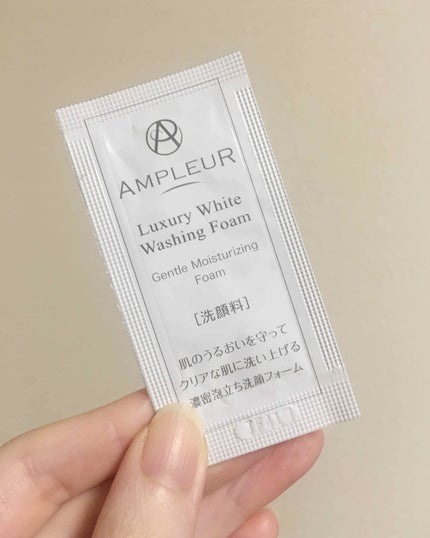 AMPLEUR
Luxury White
Washing Foam
Gentle Moisturizing
Foam
[洗顔料]
肌のうるおいを守って
クリアな肌に洗い上げる
濃密泡立ち洗顔フォーム